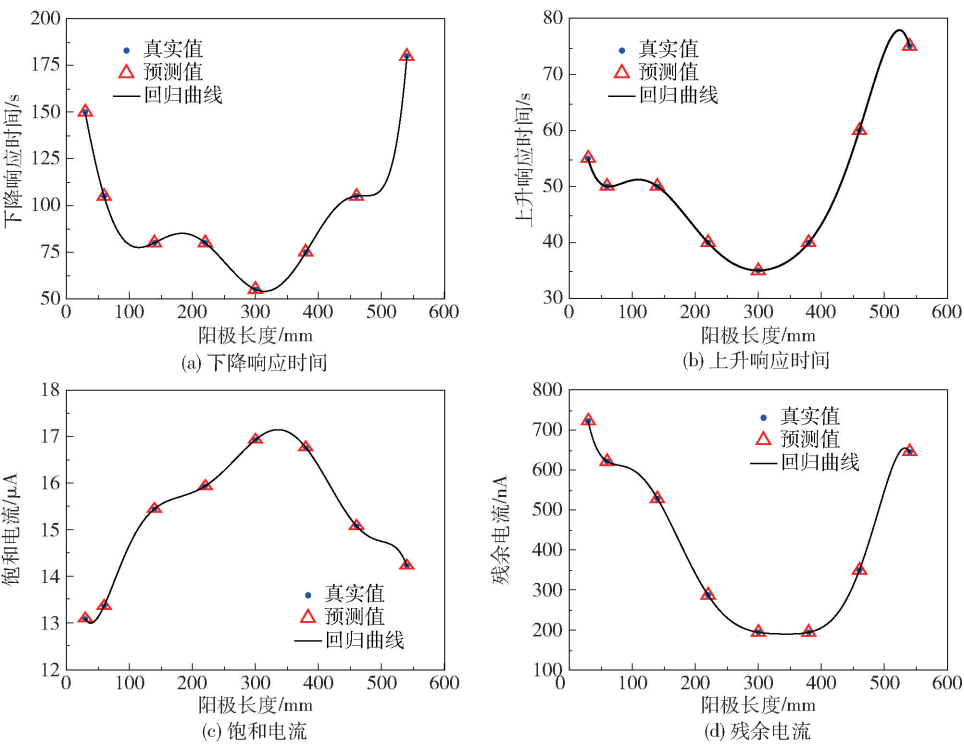 200
175
150
125
100
75
50
0 100 200 300 400 500 600
下降响应时间/s
真实值
预测值
回归曲线
阳极长度/mm
(a) 下降响应时间
80
70
60
50
40
30
0 100 200 300 400 500 600
上升响应时间/s
真实值
预测值
回归曲线
阳极长度/mm
(b) 上升响应时间
18
17
16
15
14
13
12
0 100 200 300 400 500 600
饱和电流/μA
真实值
预测值
回归曲线
阳极长度/mm
(c) 饱和电流
800
700
600
500
400
300
200
100
0 100 200 300 400 500 600
残余电流/nA
真实值
预测值
回归曲线
阳极长度/mm
(d) 残余电流